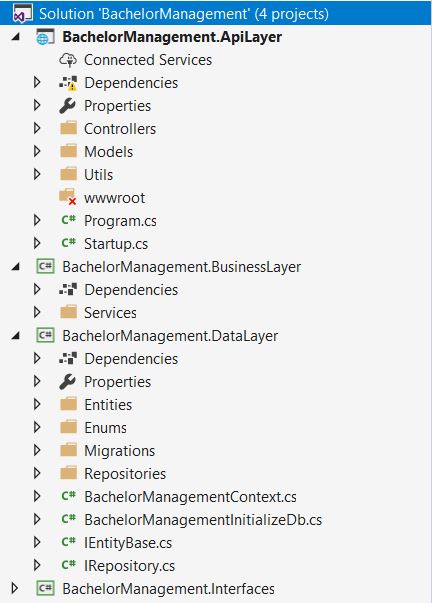 Solution 'BachelorManagement' (4 projects)
BachelorManagement.ApiLayer
Connected Services
Dependencies
Properties
Controllers
Models
Utils
wwwroot
C# Program.cs
C# Startup.cs
C# BachelorManagement.BusinessLayer
Dependencies
Services
C# BachelorManagement.DataLayer
Dependencies
Properties
Entities
Enums
Migrations
Repositories
C# BachelorManagementContext.cs
C# BachelorManagementInitializeDb.cs
C# IEntityBase.cs
C# IRepository.cs
C# BachelorManagement.Interfaces